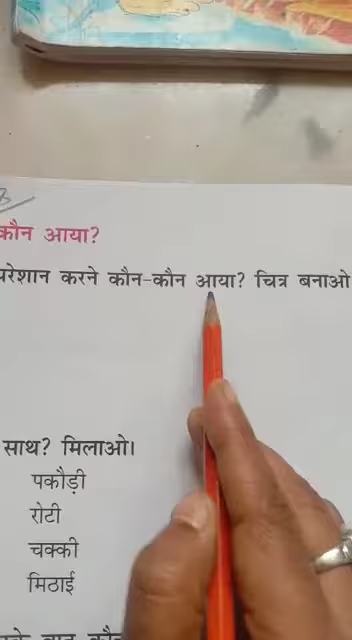 कौन आया?
परेशान करने कौन-कौन आया? चित्र बनाओ
साथ? मिलाओ।
पकौड़ी
रोटी
चक्की
मिठाई